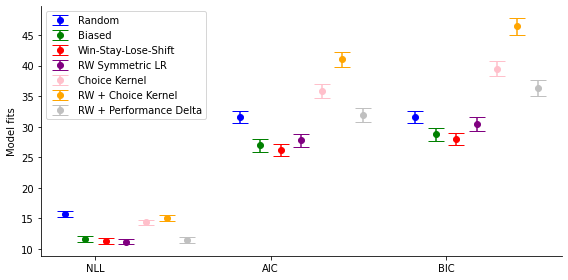 Random
Biased
Win-Stay-Lose-Shift
RW Symmetric LR
Choice Kernel
RW + Choice Kernel
RW + Performance Delta
Model fits
45
40
35
30
25
20
15
10
NLL
AIC
BIC